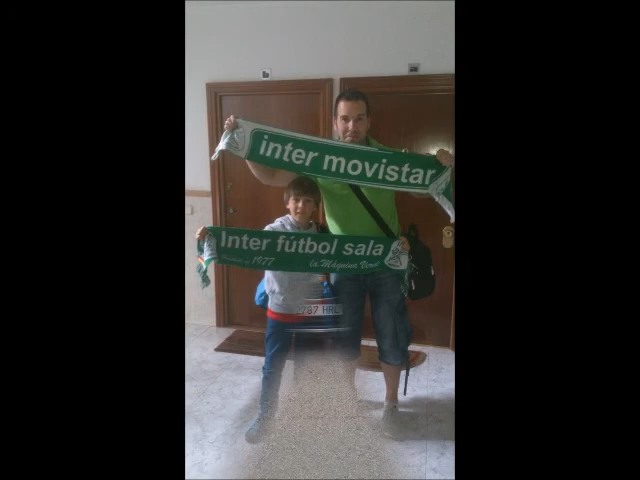 inter movistar
Inter fútbol sala
1977
la Máquina Verde
2787 HRL